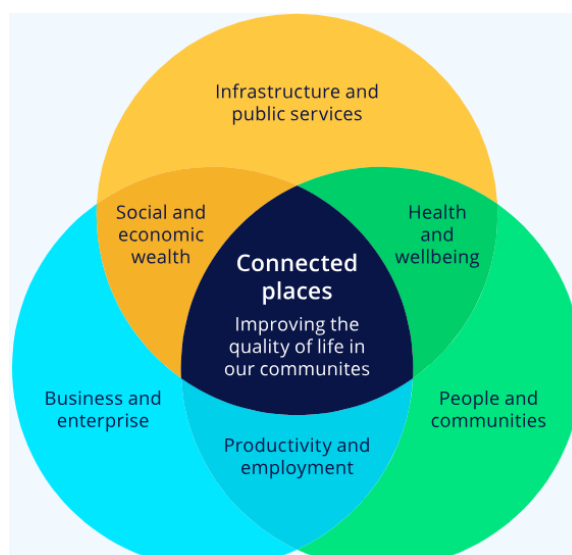 Infrastructure and
public services
Social and
economic
wealth
Health
and
wellbeing
Connected
places
Improving the
quality of life in
our communites
Business and
enterprise
People and
communities
Productivity and
employment